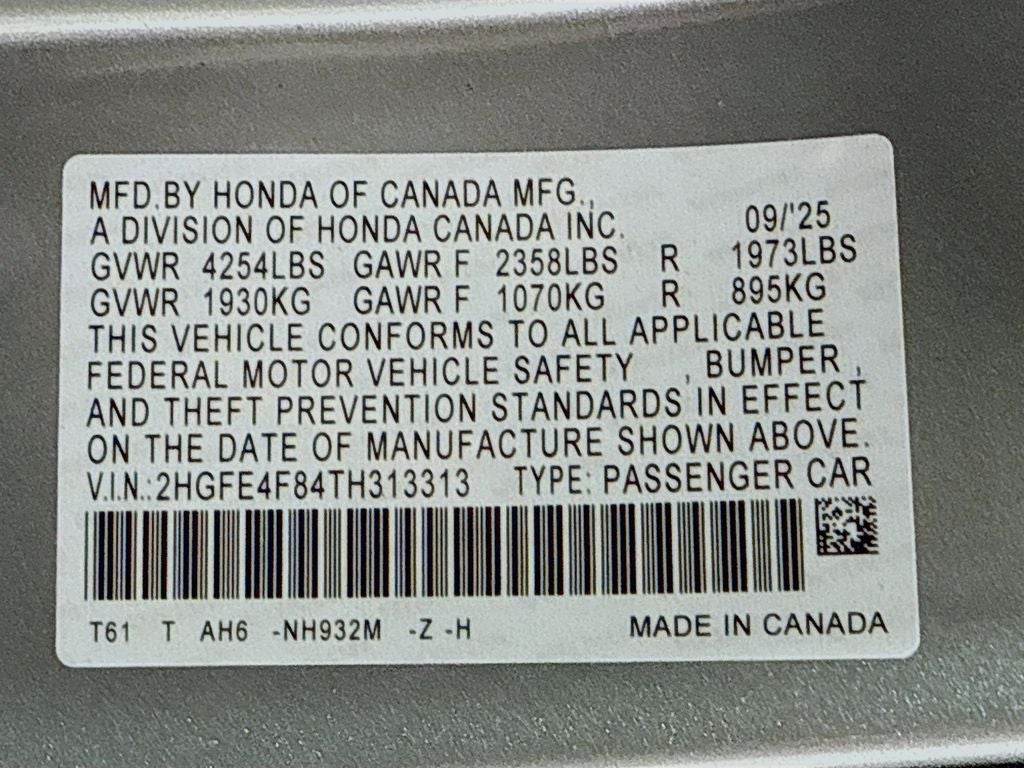 MFD.BY HONDA OF CANADA MFG.,
A DIVISION OF HONDA CANADA INC. 09/'25
GVWR 4254LBS GAWR F 2358LBS R 1973LBS
GVWR 1930KG GAWR F 1070KG R 895KG
THIS VEHICLE CONFORMS TO ALL APPLICABLE
FEDERAL MOTOR VEHICLE SAFETY , BUMPER ,
AND THEFT PREVENTION STANDARDS IN EFFECT
ON THE DATE OF MANUFACTURE SHOWN ABOVE.
V.I.N.:2HGFE4F84TH313313 TYPE: PASSENGER CAR
T61 T AH6 -NH932M -Z -H MADE IN CANADA